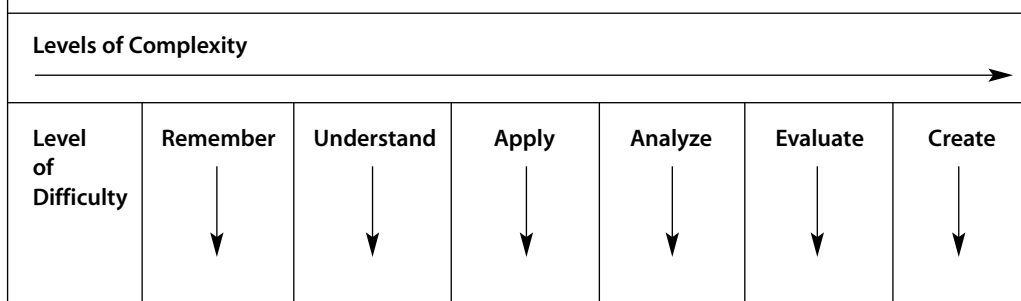 Levels of Complexity
Level
of
Difficulty
Remember
Understand
Apply
Analyze
Evaluate
Create